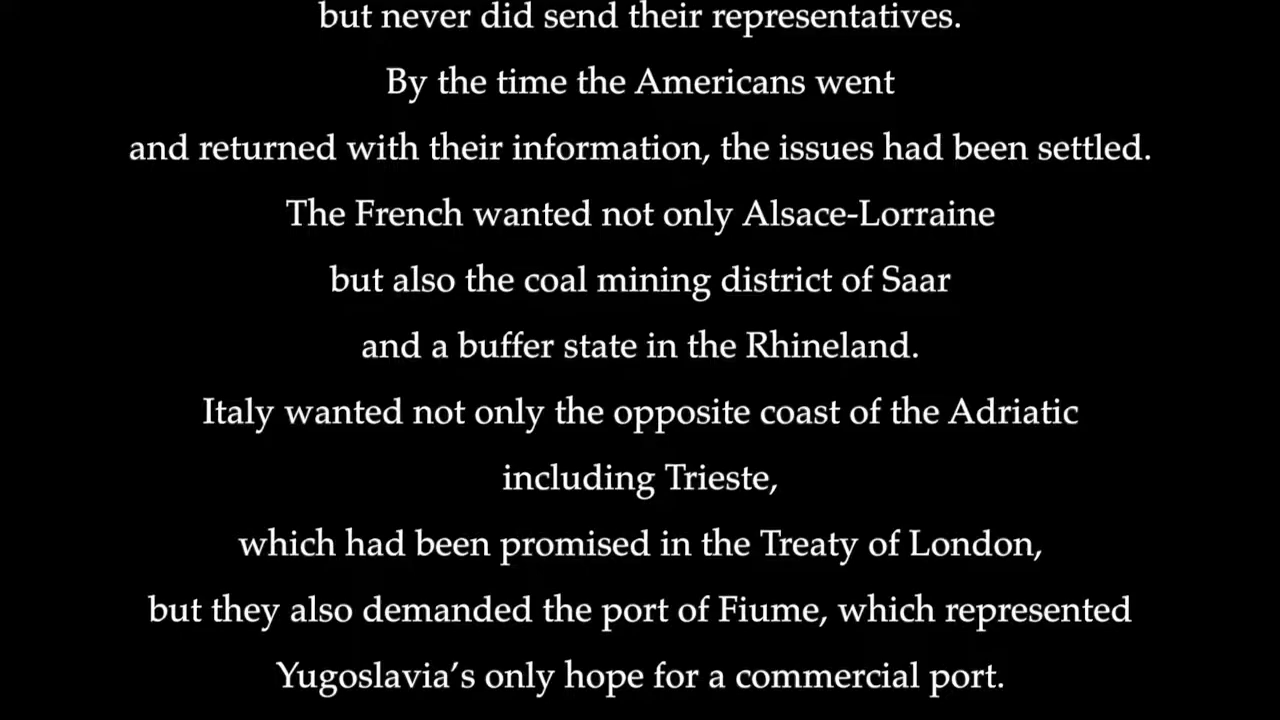 but never did send their representatives.
By the time the Americans went
and returned with their information, the issues had been settled.
The French wanted not only Alsace-Lorraine
but also the coal mining district of Saar
and a buffer state in the Rhineland.
Italy wanted not only the opposite coast of the Adriatic
including Trieste,
which had been promised in the Treaty of London,
but they also demanded the port of Fiume, which represented
Yugoslavia’s only hope for a commercial port.